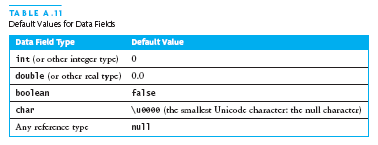 TABLE A.11
Default Values for Data Fields
Data Field Type Default Value
int (or other integer type) 0
double (or other real type) 0.0
boolean false
char \u0000 (the smallest Unicode character: the null character)
Any reference type null